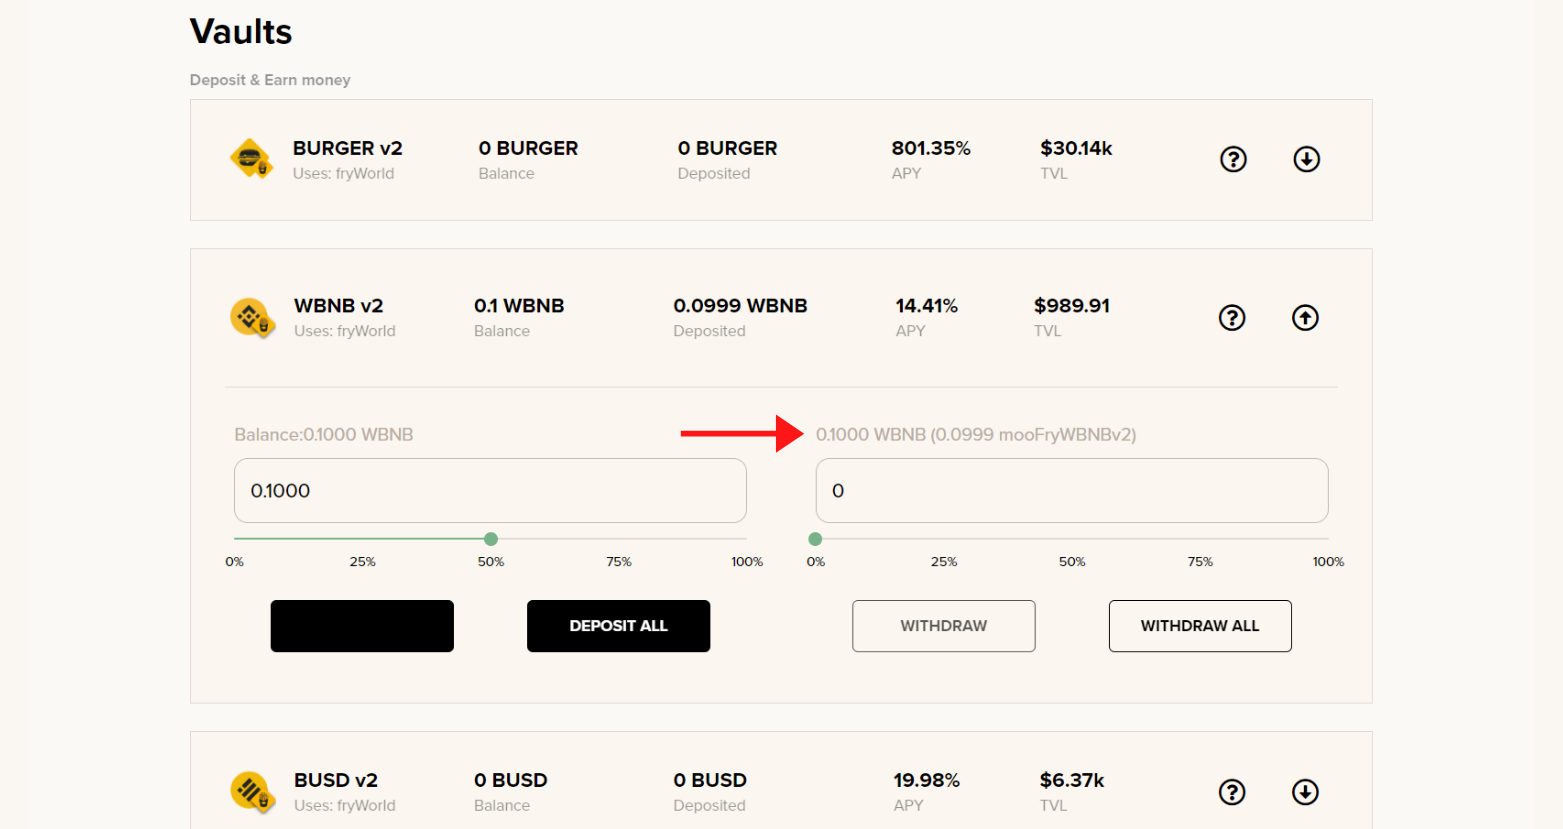 Vaults
Deposit & Earn money
BURGER v2 0 BURGER 0 BURGER 801.35% $30.14k
Uses: fryWorld Balance Deposited APY TVL
WBNB v2 0.1 WBNB 0.0999 WBNB 14.41% $989.91
Uses: fryWorld Balance Deposited APY TVL
Balance:0.1000 WBNB 0.1000 WBNB (0.0999 mooFryWBNBv2)
0.1000 0
0% 25% 50% 75% 100% 0% 25% 50% 75% 100%
DEPOSIT ALL WITHDRAW WITHDRAW ALL
BUSD v2 0 BUSD 0 BUSD 19.98% $6.37k
Uses: fryWorld Balance Deposited APY TVL